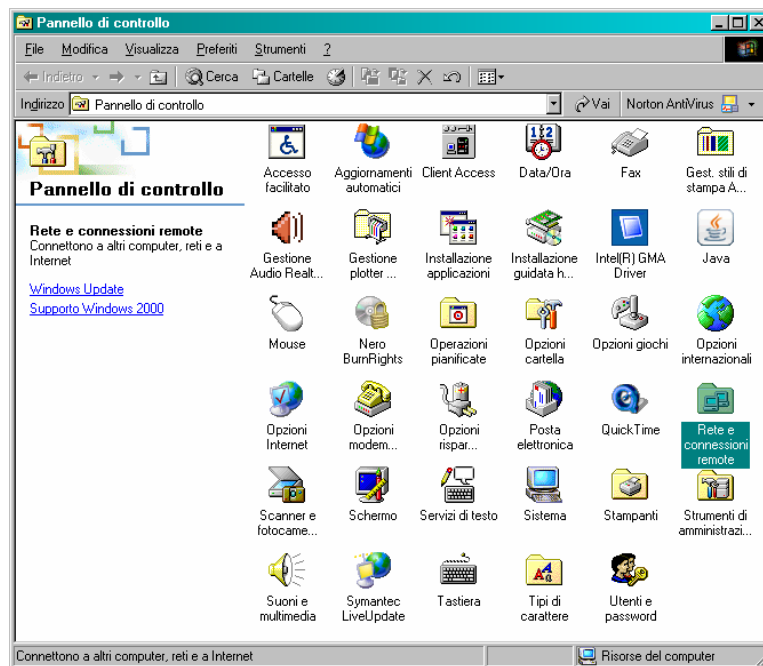 Pannello di controllo
File Modifica Visualizza Preferiti Strumenti ?
Indietro Cerca Cartelle
Indirizzo Pannello di controllo Vai Norton AntiVirus
Pannello di controllo
Rete e connessioni remote
Connettono a altri computer, reti e a
Internet
Windows Update
Supporto Windows 2000
Accesso
facilitato
Aggiornamenti
automatici
Client Access
Data/Ora
Fax
Gest. stili di
stampa A...
Gestione
Audio Realt...
Gestione
plotter ...
Installazione
applicazioni
Installazione
guidata h...
Intel(R) GMA
Driver
Java
Mouse
Nero
BurnRights
Operazioni
pianificate
Opzioni
cartella
Opzioni giochi
Opzioni
internazionali
Opzioni
Internet
Opzioni
modem...
Opzioni
rispar...
Posta
elettronica
QuickTime
Rete e
connessioni
remote
Scanner e
fotocame...
Schermo
Servizi di testo
Sistema
Stampanti
Strumenti di
amministrazi...
Suoni e
multimedia
Symantec
LiveUpdate
Tastiera
Tipi di
carattere
Utenti e
password
Connettono a altri computer, reti e a Internet Risorse del computer